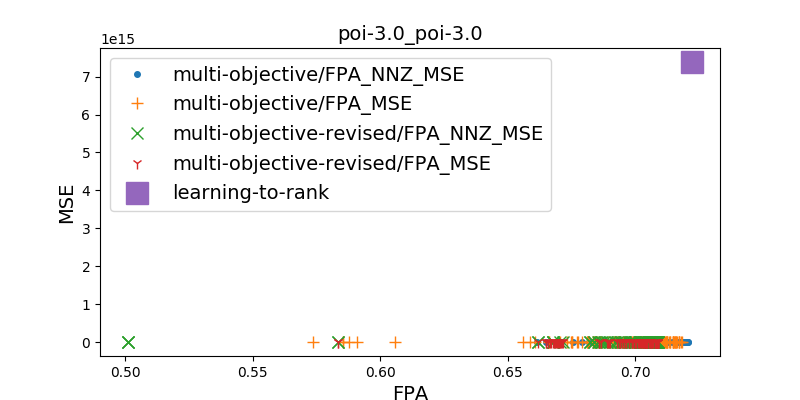 poi-3.0_poi-3.0
1e15
multi-objective/FPA_NNZ_MSE
multi-objective/FPA_MSE
multi-objective-revised/FPA_NNZ_MSE
multi-objective-revised/FPA_MSE
learning-to-rank
MSE
7
6
5
4
3
2
1
0
0.50 0.55 0.60 0.65 0.70
FPA